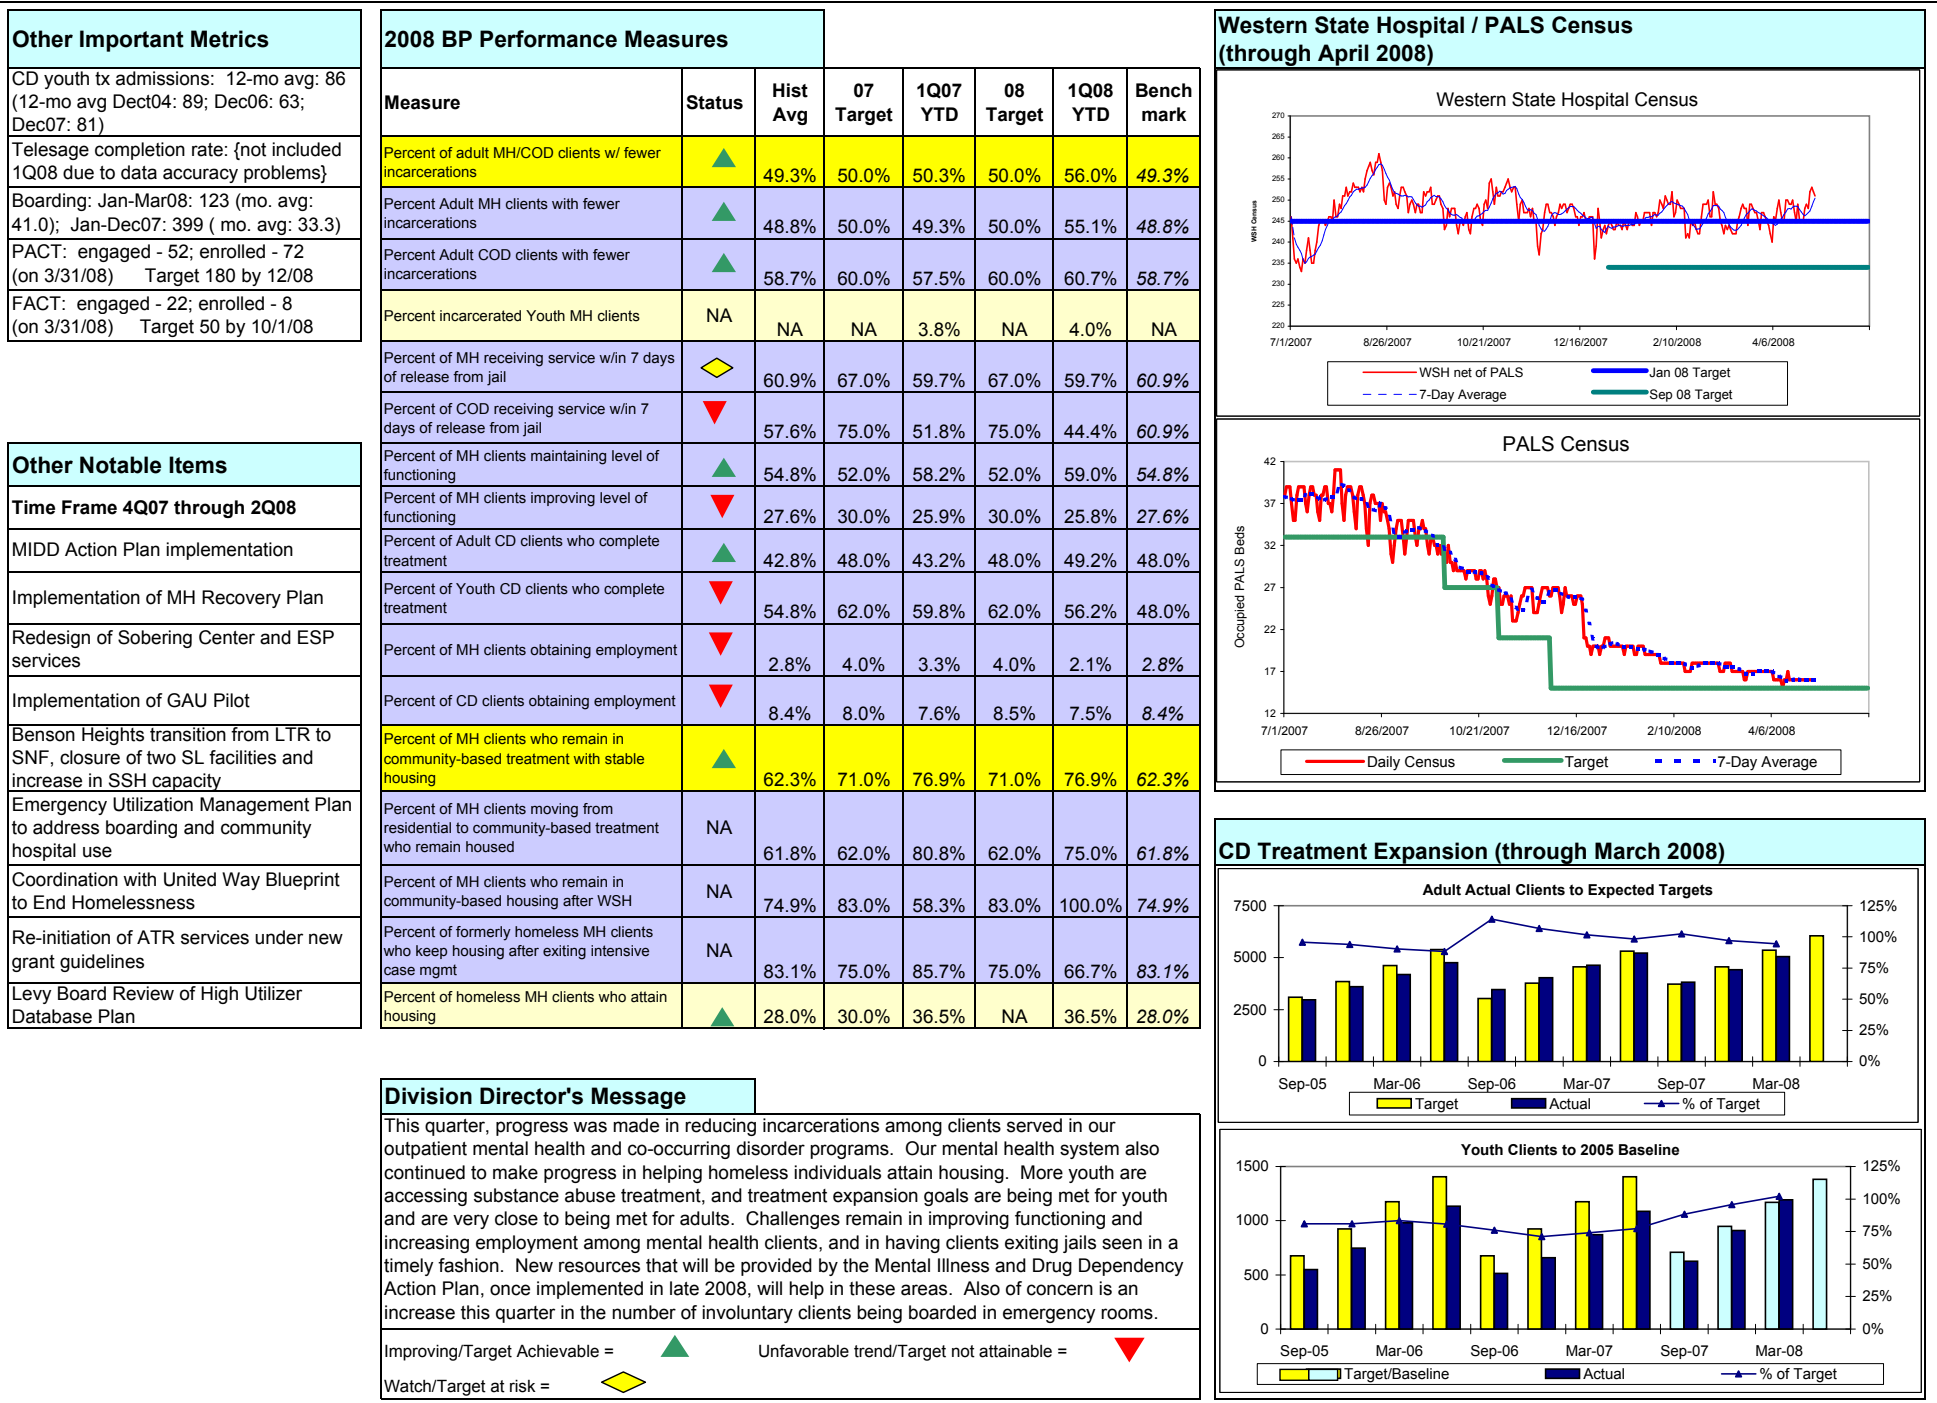 Other Important Metrics
CD youth tx admissions: 12-mo avg: 86
(12-mo avg Dect04: 89; Dec06: 63;
Dec07: 81)
Telesage completion rate: {not included
1Q08 due to data accuracy problems}
Boarding: Jan-Mar08: 123 (mo. avg:
41.0); Jan-Dec07: 399 ( mo. avg: 33.3)
PACT: engaged - 52; enrolled - 72
(on 3/31/08) Target 180 by 12/08
FACT: engaged - 22; enrolled - 8
(on 3/31/08) Target 50 by 10/1/08
Other Notable Items
Time Frame 4Q07 through 2Q08
MIDD Action Plan implementation
Implementation of MH Recovery Plan
Redesign of Sobering Center and ESP
services
Implementation of GAU Pilot
Benson Heights transition from LTR to
SNF, closure of two SL facilities and
increase in SSH capacity
Emergency Utilization Management Plan
to address boarding and community
hospital use
Coordination with United Way Blueprint
to End Homelessness
Re-initiation of ATR services under new
grant guidelines
Levy Board Review of High Utilizer
Database Plan
2008 BP Performance Measures
Measure Status Hist Avg 07 Target 1Q07 YTD 08 Target 1Q08 YTD Bench mark
Percent of adult MH/COD clients w/ fewer
incarcerations 49.3% 50.0% 50.3% 50.0% 56.0% 49.3%
Percent Adult MH clients with fewer
incarcerations 48.8% 50.0% 49.3% 50.0% 55.1% 48.8%
Percent Adult COD clients with fewer
incarcerations 58.7% 60.0% 57.5% 60.0% 60.7% 58.7%
Percent incarcerated Youth MH clients NA NA NA 3.8% NA 4.0% NA
Percent of MH receiving service w/in 7 days
of release from jail 60.9% 67.0% 59.7% 67.0% 59.7% 60.9%
Percent of COD receiving service w/in 7
days of release from jail 57.6% 75.0% 51.8% 75.0% 44.4% 60.9%
Percent of MH clients maintaining level of
functioning 54.8% 52.0% 58.2% 52.0% 59.0% 54.8%
Percent of MH clients improving level of
functioning 27.6% 30.0% 25.9% 30.0% 25.8% 27.6%
Percent of Adult CD clients who complete
treatment 42.8% 48.0% 43.2% 48.0% 49.2% 48.0%
Percent of Youth CD clients who complete
treatment 54.8% 62.0% 59.8% 62.0% 56.2% 48.0%
Percent of MH clients obtaining employment 2.8% 4.0% 3.3% 4.0% 2.1% 2.8%
Percent of CD clients obtaining employment 8.4% 8.0% 7.6% 8.5% 7.5% 8.4%
Percent of MH clients who remain in
community-based treatment with stable
housing 62.3% 71.0% 76.9% 71.0% 76.9% 62.3%
Percent of MH clients moving from
residential to community-based treatment
who remain housed NA 61.8% 62.0% 80.8% 62.0% 75.0% 61.8%
Percent of MH clients who remain in
community-based housing after WSH NA 74.9% 83.0% 58.3% 83.0% 100.0% 74.9%
Percent of formerly homeless MH clients
who keep housing after exiting intensive
case mgmt NA 83.1% 75.0% 85.7% 75.0% 66.7% 83.1%
Percent of homeless MH clients who attain
housing 28.0% 30.0% 36.5% NA 36.5% 28.0%
Division Director's Message
This quarter, progress was made in reducing incarcerations among clients served in our
outpatient mental health and co-occurring disorder programs. Our mental health system also
continued to make progress in helping homeless individuals attain housing. More youth are
accessing substance abuse treatment, and treatment expansion goals are being met for youth
and are very close to being met for adults. Challenges remain in improving functioning and
increasing employment among mental health clients, and in having clients exiting jails seen in a
timely fashion. New resources that will be provided by the Mental Illness and Drug Dependency
Action Plan, once implemented in late 2008, will help in these areas. Also of concern is an
increase this quarter in the number of involuntary clients being boarded in emergency rooms.
Improving/Target Achievable = Unfavorable trend/Target not attainable =
Watch/Target at risk =
Western State Hospital / PALS Census
(through April 2008)
Western State Hospital Census
WSH Census
270
265
260
255
250
245
240
235
230
225
220
7/1/2007 8/26/2007 10/21/2007 12/16/2007 2/10/2008 4/6/2008
WSH net of PALS Jan 08 Target
7-Day Average Sep 08 Target
PALS Census
Occupied PALS Beds
42
37
32
27
22
17
12
7/1/2007 8/26/2007 10/21/2007 12/16/2007 2/10/2008 4/6/2008
Daily Census Target 7-Day Average
CD Treatment Expansion (through March 2008)
Adult Actual Clients to Expected Targets
7500 125%
100%
5000
75%
50%
2500
25%
0 0%
Sep-05 Mar-06 Sep-06 Mar-07 Sep-07 Mar-08
Target Actual % of Target
Youth Clients to 2005 Baseline
1500 125%
100%
1000
75%
50%
500
25%
0 0%
Sep-05 Mar-06 Sep-06 Mar-07 Sep-07 Mar-08
Target/Baseline Actual % of Target